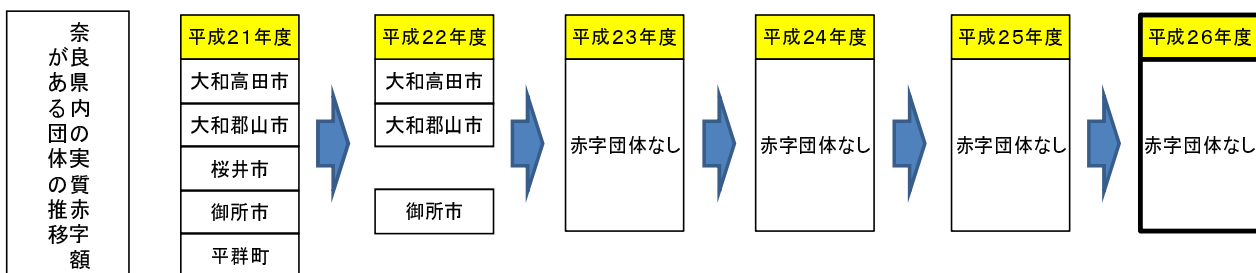 奈良県内の実質赤字額
がある団体の推移
平成21年度
大和高田市
大和郡山市
桜井市
御所市
平群町
平成22年度
大和高田市
大和郡山市
御所市
平成23年度
赤字団体なし
平成24年度
赤字団体なし
平成25年度
赤字団体なし
平成26年度
赤字団体なし